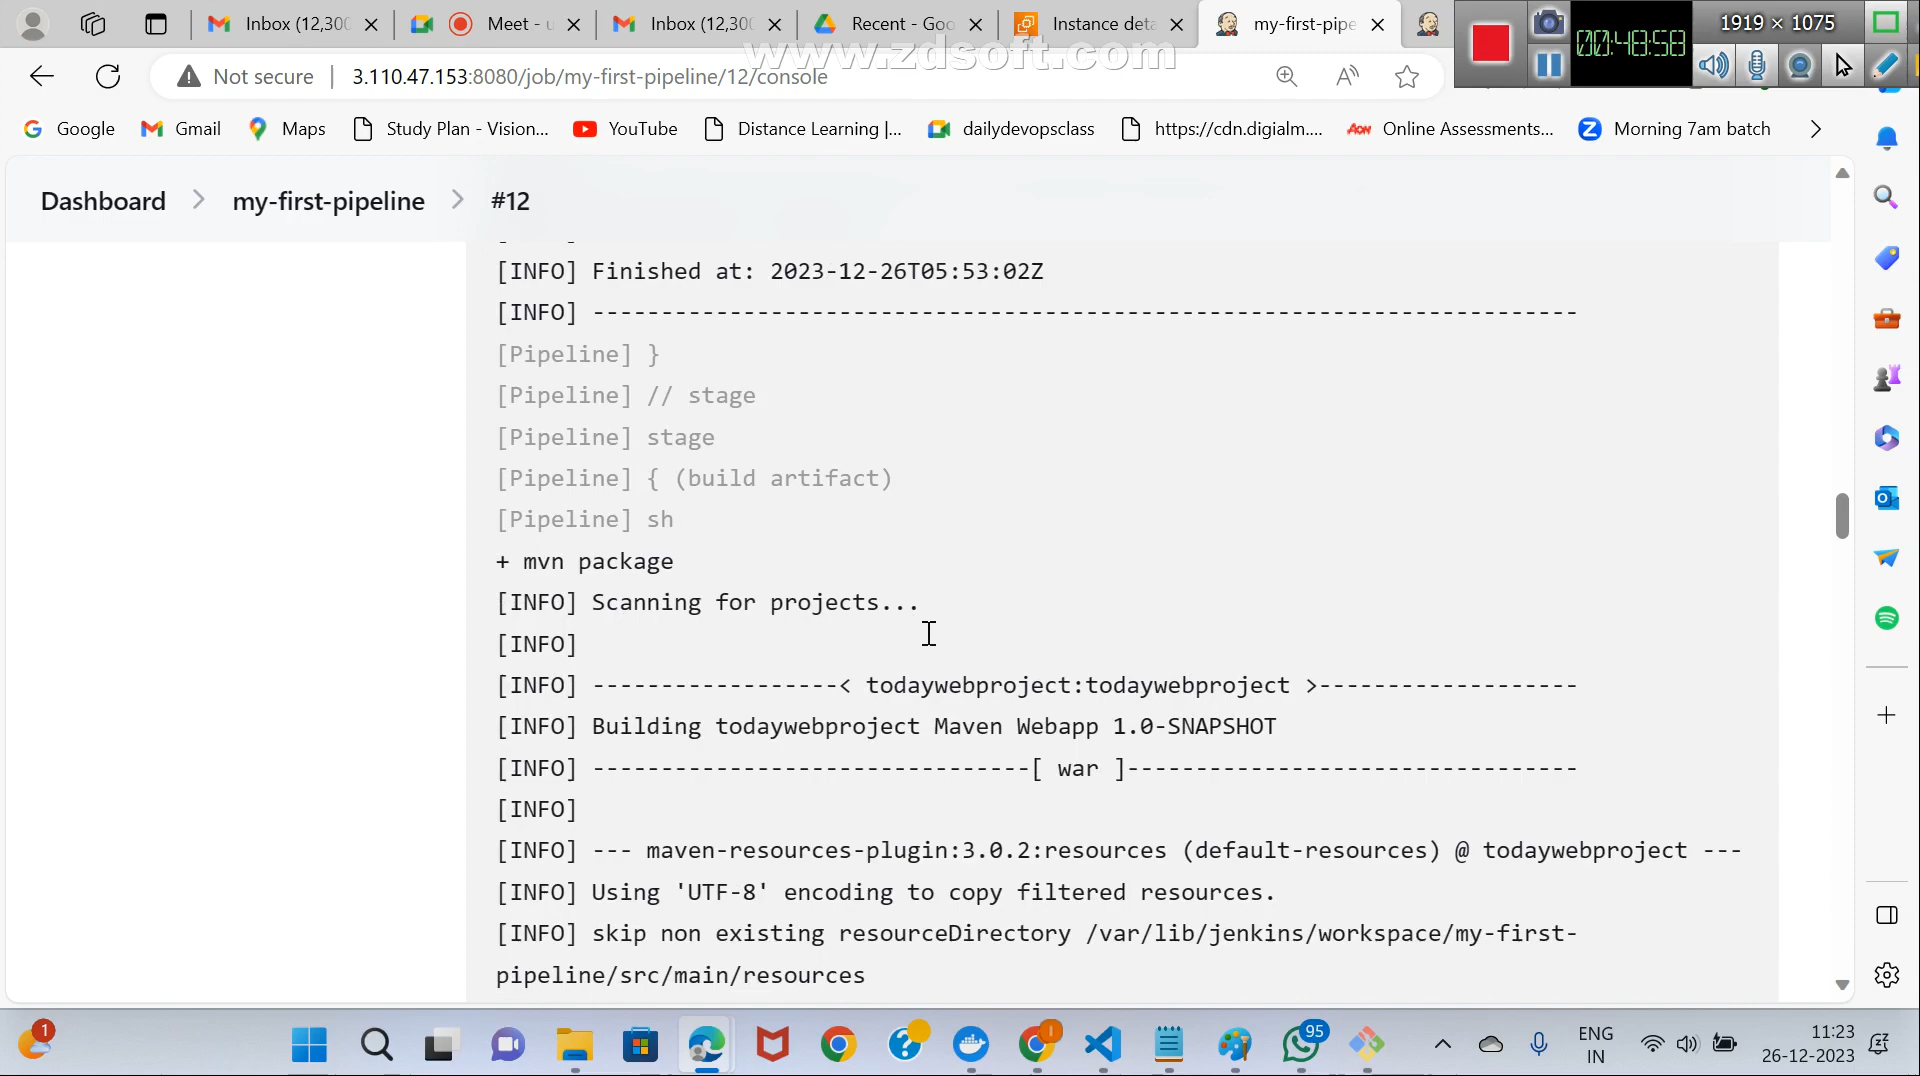 Inbox (12,300
Meet - u
Inbox (12,300
Recent - Goo
Instance deta
my-first-pipe
00:48:58
1919 × 1075
www.zdsoft.com
Not secure
3.110.47.153:8080/job/my-first-pipeline/12/console
Google
Gmail
Maps
Study Plan - Vision...
YouTube
Distance Learning |...
dailydevopsclass
https://cdn.digialm....
Aon
Online Assessments...
Morning 7am batch
Dashboard > my-first-pipeline > #12
[INFO] Finished at: 2023-12-26T05:53:02Z
[INFO] ------------------------------------------------------------------------
[Pipeline] }
[Pipeline] // stage
[Pipeline] stage
[Pipeline] { (build artifact)
[Pipeline] sh
+ mvn package
[INFO] Scanning for projects...
[INFO]
[INFO] ------------------< todaywebproject:todaywebproject >-------------------
[INFO] Building todaywebproject Maven Webapp 1.0-SNAPSHOT
[INFO] --------------------------------[ war ]---------------------------------
[INFO]
[INFO] --- maven-resources-plugin:3.0.2:resources (default-resources) @ todaywebproject ---
[INFO] Using 'UTF-8' encoding to copy filtered resources.
[INFO] skip non existing resourceDirectory /var/lib/jenkins/workspace/my-first-
pipeline/src/main/resources
1
95
ENG
IN
11:23
26-12-2023